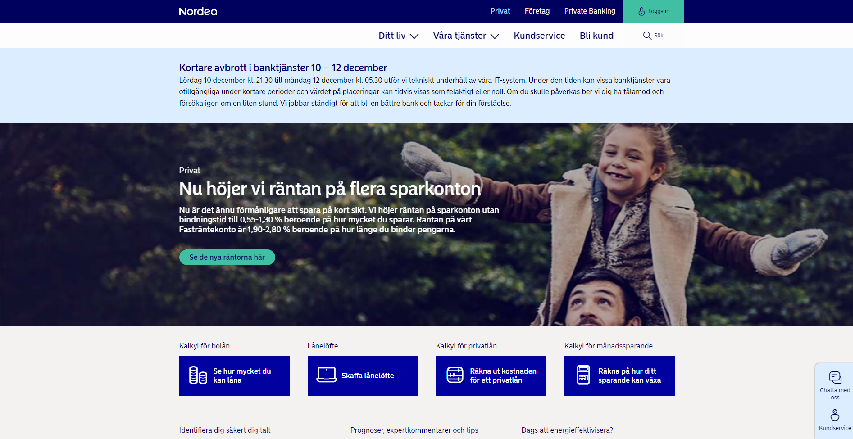 Nordea
Privat
Företag
Private Banking
Logga in
Ditt liv
Våra tjänster
Kundservice
Bli kund
Sök
Kortare avbrott i banktjänster 10 – 12 december
Lördag 10 december kl. 21.30 till måndag 12 december kl. 05.30 utför vi tekniskt underhåll av våra IT-system. Under den tiden kan vissa banktjänster vara
otillgängliga under kortare perioder och värdet på placeringar kan tidvis visas som felaktigt eller noll. Om du skulle påverkas ber vi dig ha tålamod och
försöka igen om en liten stund. Vi jobbar ständigt för att bli en bättre bank och tackar för din förståelse.
Privat
Nu höjer vi räntan på flera sparkonton
Nu är det ännu förmånligare att spara på kort sikt. Vi höjer räntan på sparkonton utan
bindningstid till 0,55-1,30 % beroende på hur mycket du sparar. Räntan på vårt
Fasträntekonto är 1,90-2,80 % beroende på hur länge du binder pengarna.
Se de nya räntorna här
Kalkyl för bolån
Lånelöfte
Kalkyl för privatlån
Kalkyl för månadssparande
Se hur mycket du
kan låna
Skaffa lånelöfte
Räkna ut kostnaden
för att privatlån
Räkna på hur ditt
sparande kan växa
Chatta med
oss
Kundservice
Identifiera dig säkert digitalt
Prognoser, expertkommentarer och tips
Dags att energieffektivisera?